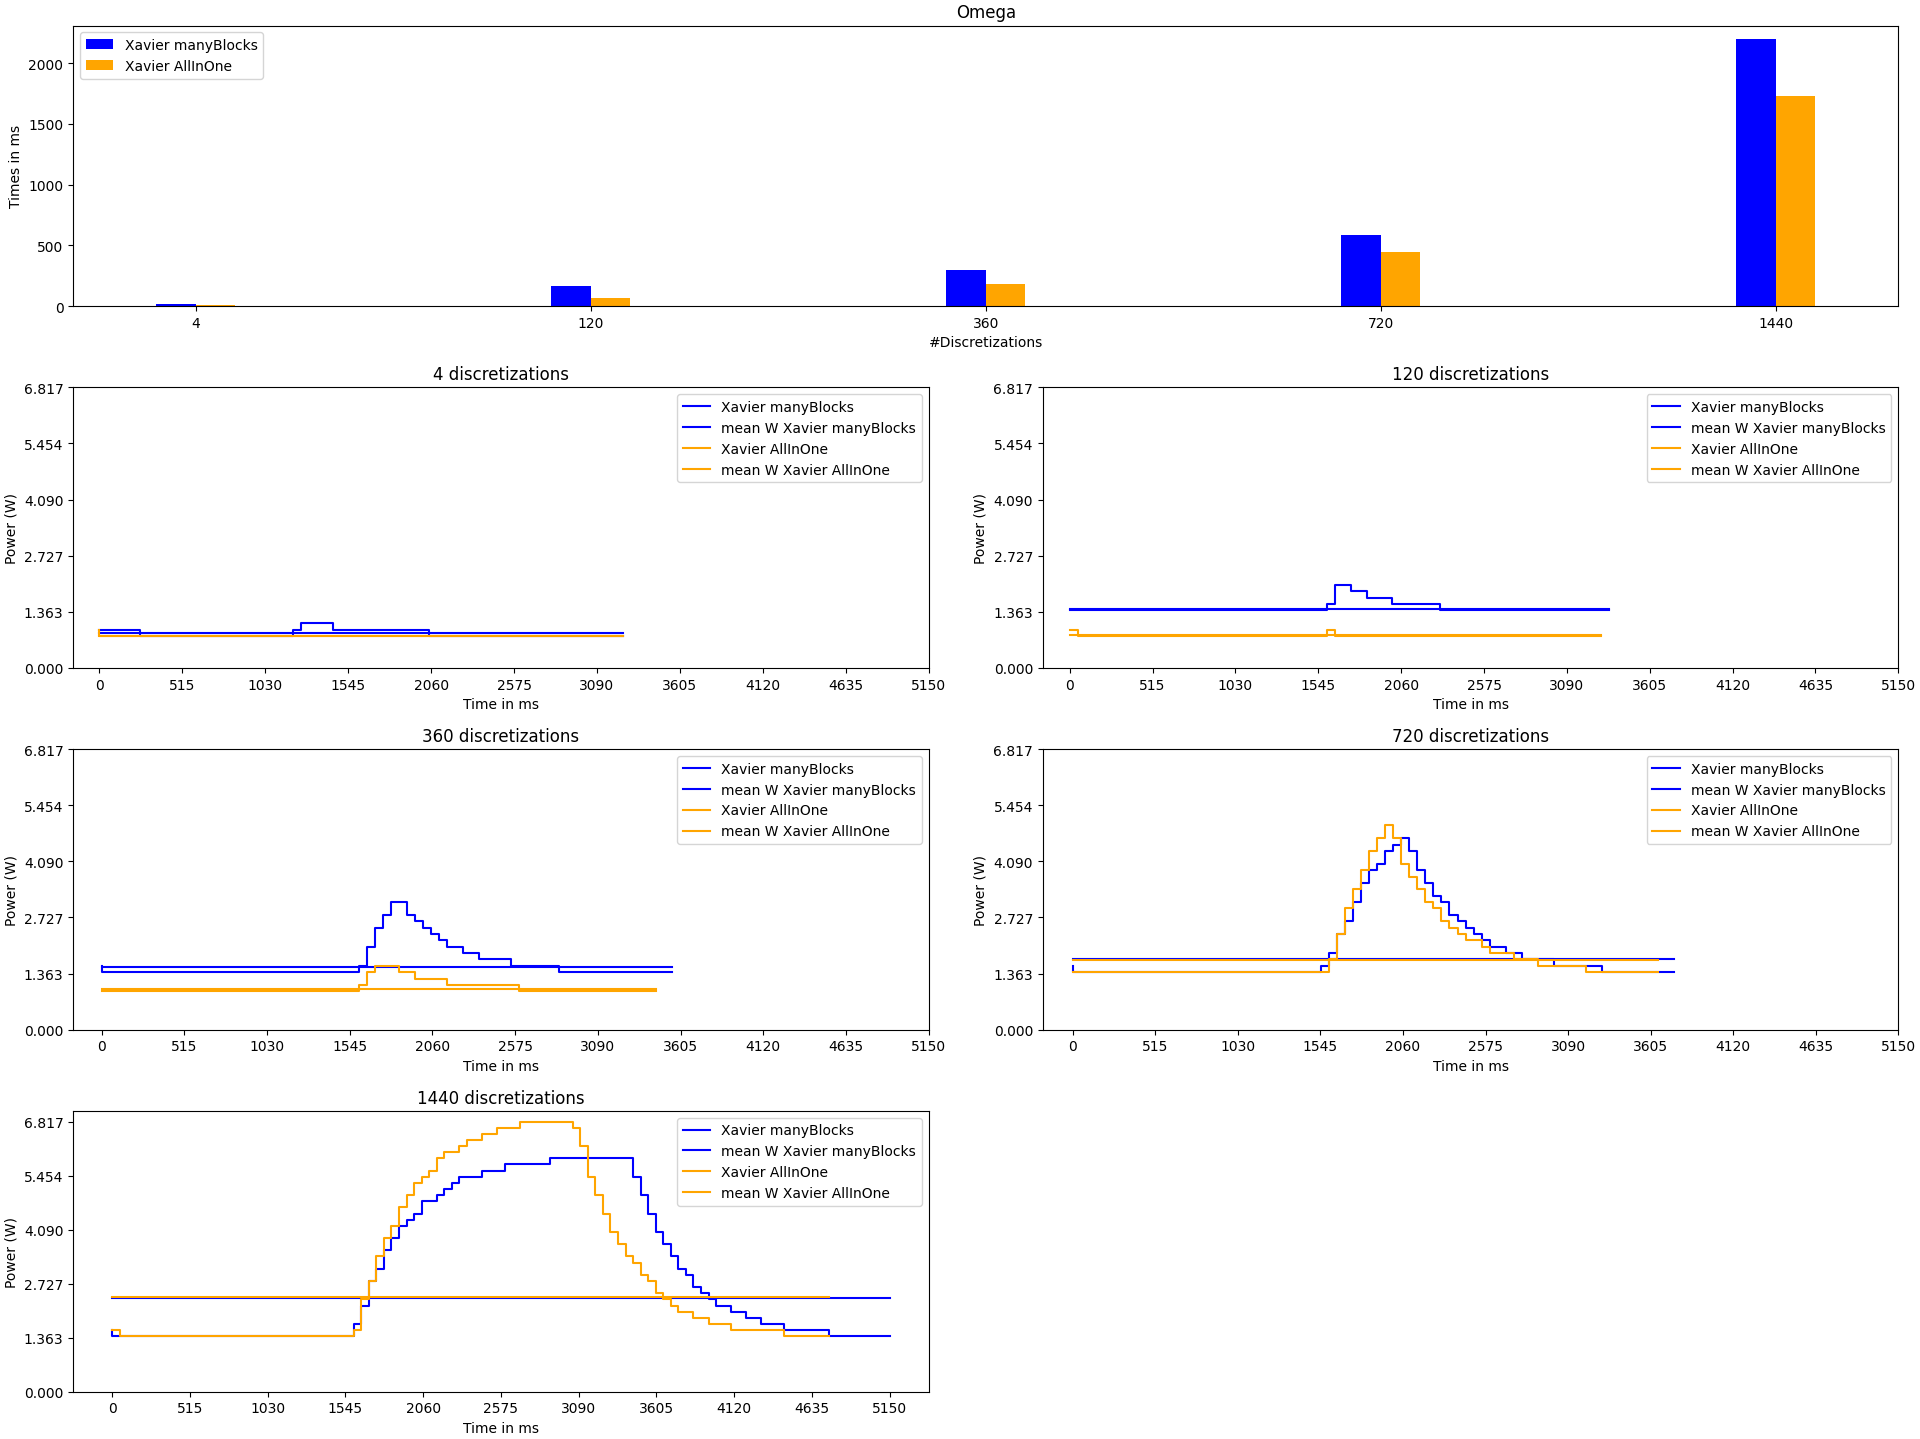 Omega
Xavier manyBlocks
Xavier AllInOne
Times in ms
2000
1500
1000
500
0
4 120 360 720 1440
#Discretizations
4 discretizations
Xavier manyBlocks
mean W Xavier manyBlocks
Xavier AllInOne
mean W Xavier AllInOne
Power (W)
6.817
5.454
4.090
2.727
1.363
0.000
0 515 1030 1545 2060 2575 3090 3605 4120 4635 5150
Time in ms
120 discretizations
Xavier manyBlocks
mean W Xavier manyBlocks
Xavier AllInOne
mean W Xavier AllInOne
Power (W)
6.817
5.454
4.090
2.727
1.363
0.000
0 515 1030 1545 2060 2575 3090 3605 4120 4635 5150
Time in ms
360 discretizations
Xavier manyBlocks
mean W Xavier manyBlocks
Xavier AllInOne
mean W Xavier AllInOne
Power (W)
6.817
5.454
4.090
2.727
1.363
0.000
0 515 1030 1545 2060 2575 3090 3605 4120 4635 5150
Time in ms
720 discretizations
Xavier manyBlocks
mean W Xavier manyBlocks
Xavier AllInOne
mean W Xavier AllInOne
Power (W)
6.817
5.454
4.090
2.727
1.363
0.000
0 515 1030 1545 2060 2575 3090 3605 4120 4635 5150
Time in ms
1440 discretizations
Xavier manyBlocks
mean W Xavier manyBlocks
Xavier AllInOne
mean W Xavier AllInOne
Power (W)
6.817
5.454
4.090
2.727
1.363
0.000
0 515 1030 1545 2060 2575 3090 3605 4120 4635 5150
Time in ms